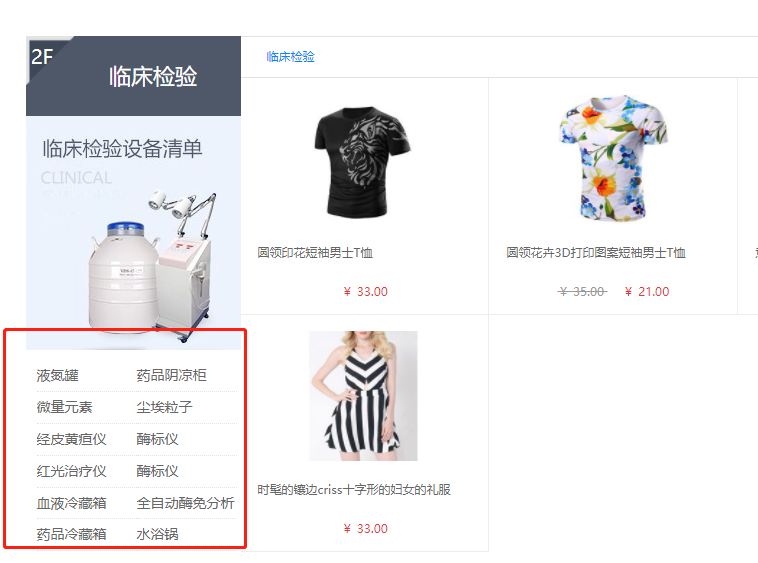 2F
临床检验
临床检验
临床检验设备清单
CLINICAL
圆领印花短袖男士T恤
圆领花卉3D打印图案短袖男士T恤
¥ 33.00
¥ 35.00 ¥ 21.00
液氮罐 药品阴凉柜
微量元素 尘埃粒子
经皮黄疸仪 酶标仪
红光治疗仪 酶标仪
血液冷藏箱 全自动酶免分析
药品冷藏箱 水浴锅
时髦的镶边criss十字形的妇女的礼服
¥ 33.00